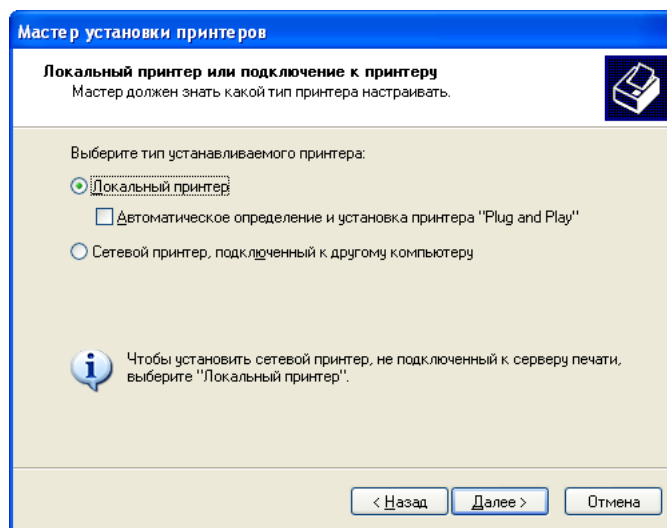 Мастер установки принтеров
Локальный принтер или подключение к принтеру
Мастер должен знать какой тип принтера настраивать.
Выберите тип устанавливаемого принтера:
Локальный принтер
Автоматическое определение и установка принтера "Plug and Play"
Сетевой принтер, подключенный к другому компьютеру
Чтобы установить сетевой принтер, не подключенный к серверу печати,
выберите "Локальный принтер".
< Назад Далее > Отмена